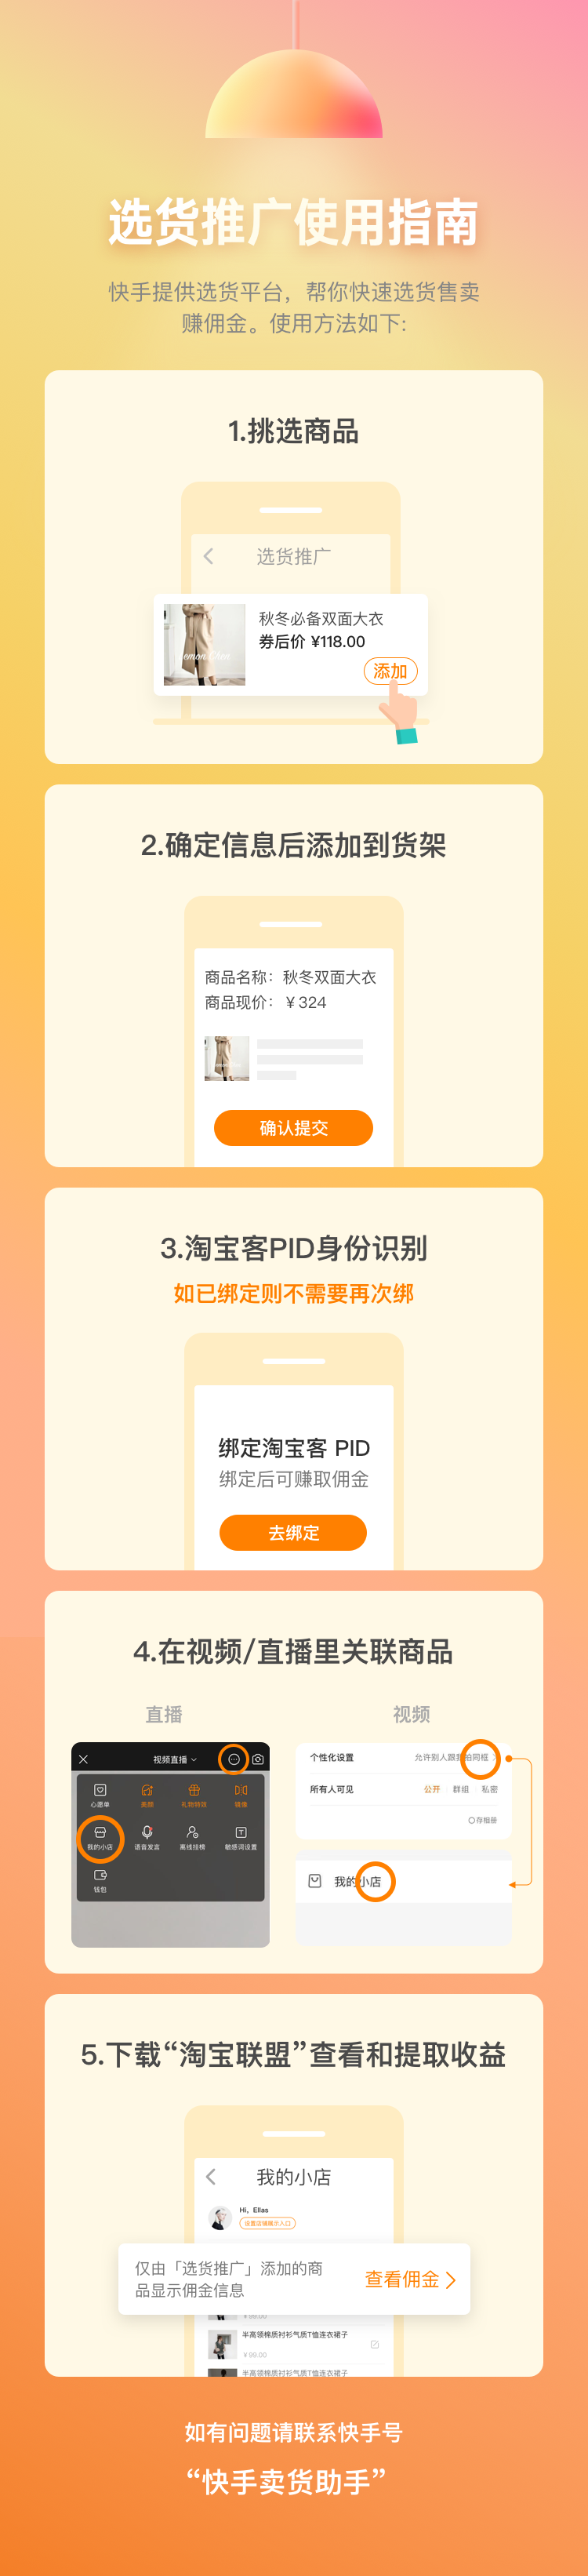 选货推广使用指南
快手提供选货平台，帮你快速选货售卖
赚佣金。使用方法如下:
1.挑选商品
选货推广
秋冬必备双面大衣
券后价 ¥118.00
添加
2.确定信息后添加到货架
商品名称：秋冬双面大衣
商品现价：￥324
确认提交
3.淘宝客PID身份识别
如已绑定则不需要再次绑
绑定淘宝客 PID
绑定后可赚取佣金
去绑定
4.在视频/直播里关联商品
直播
视频
视频直播
心愿单
美颜
礼物特效
镜像
我的小店
语音发言
离线挂榜
敏感词设置
钱包
个性化设置
允许别人跟我拍同框
所有人可见
公开 群组 私密
存相册
我的小店
5.下载“淘宝联盟”查看和提取收益
我的小店
Hi，Ellas
设置店铺展示入口
仅由「选货推广」添加的商
品显示佣金信息
查看佣金
￥99.00
半高领棉质衬衫气质T恤连衣裙子
￥99.00
半高领棉质衬衫气质T恤连衣裙子
如有问题请联系快手号
“快手卖货助手”